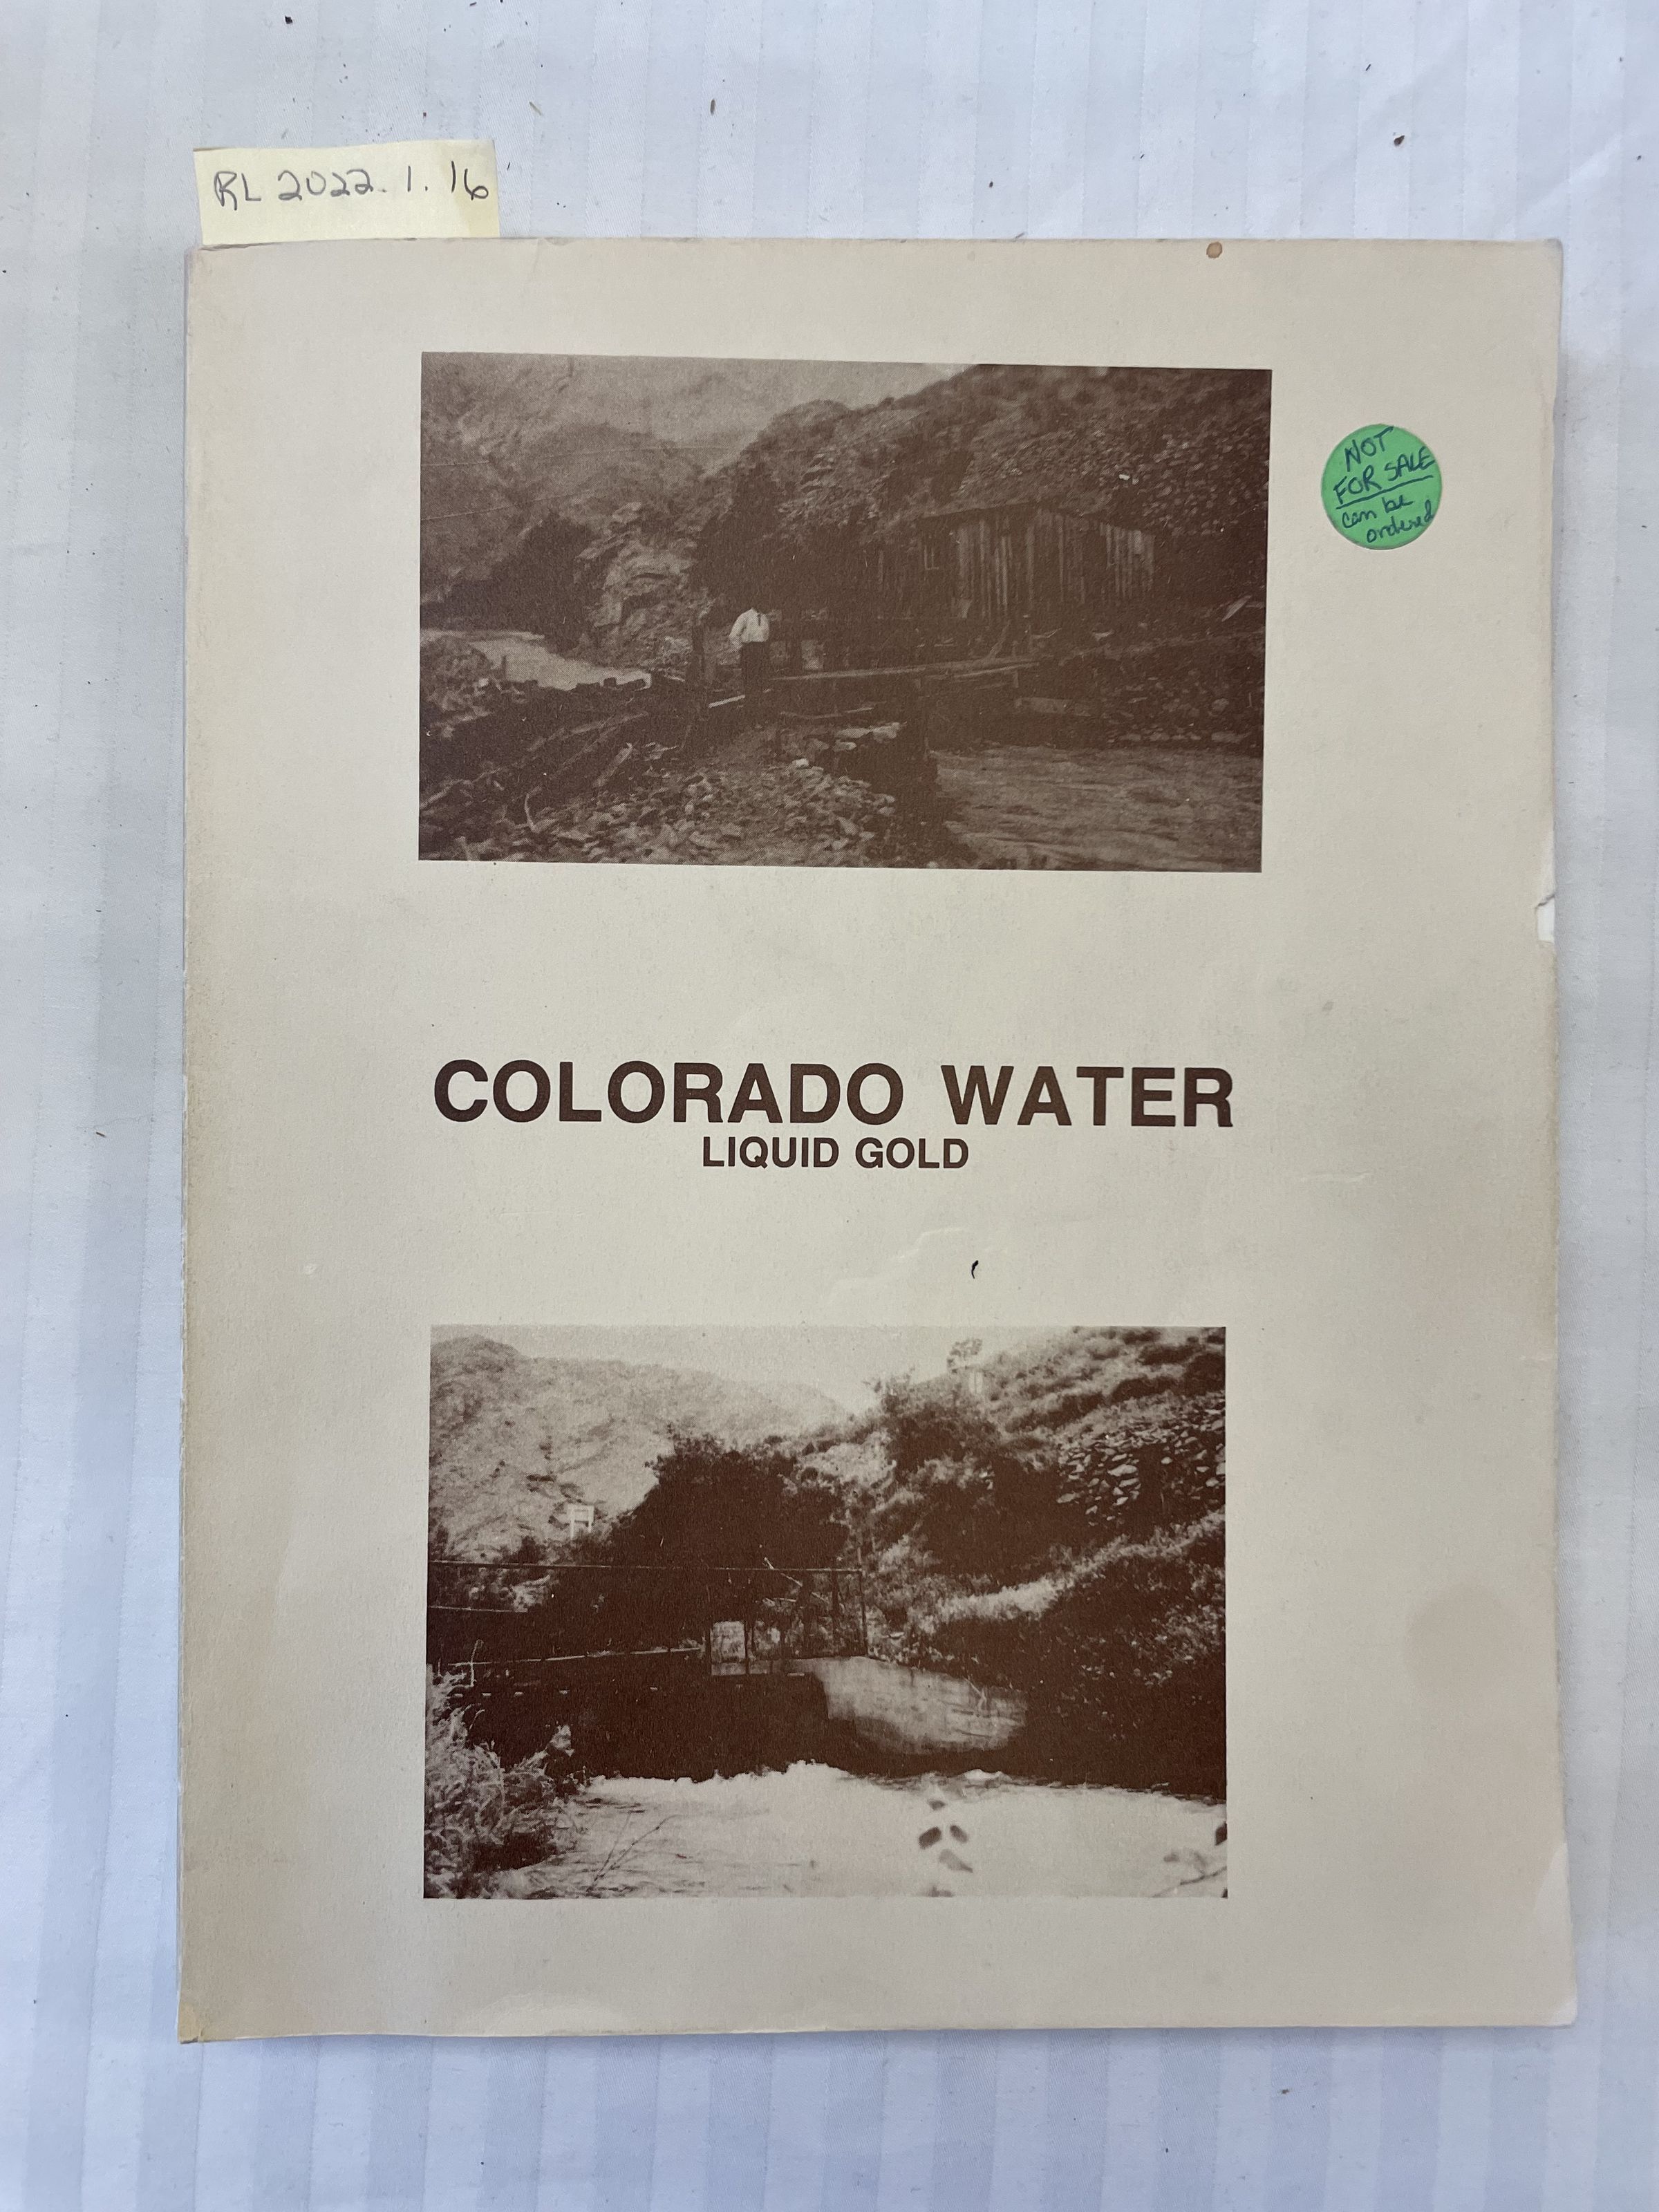 RL 2022.1.16
NOT
FOR SALE
can be
ordered
COLORADO WATER
LIQUID GOLD